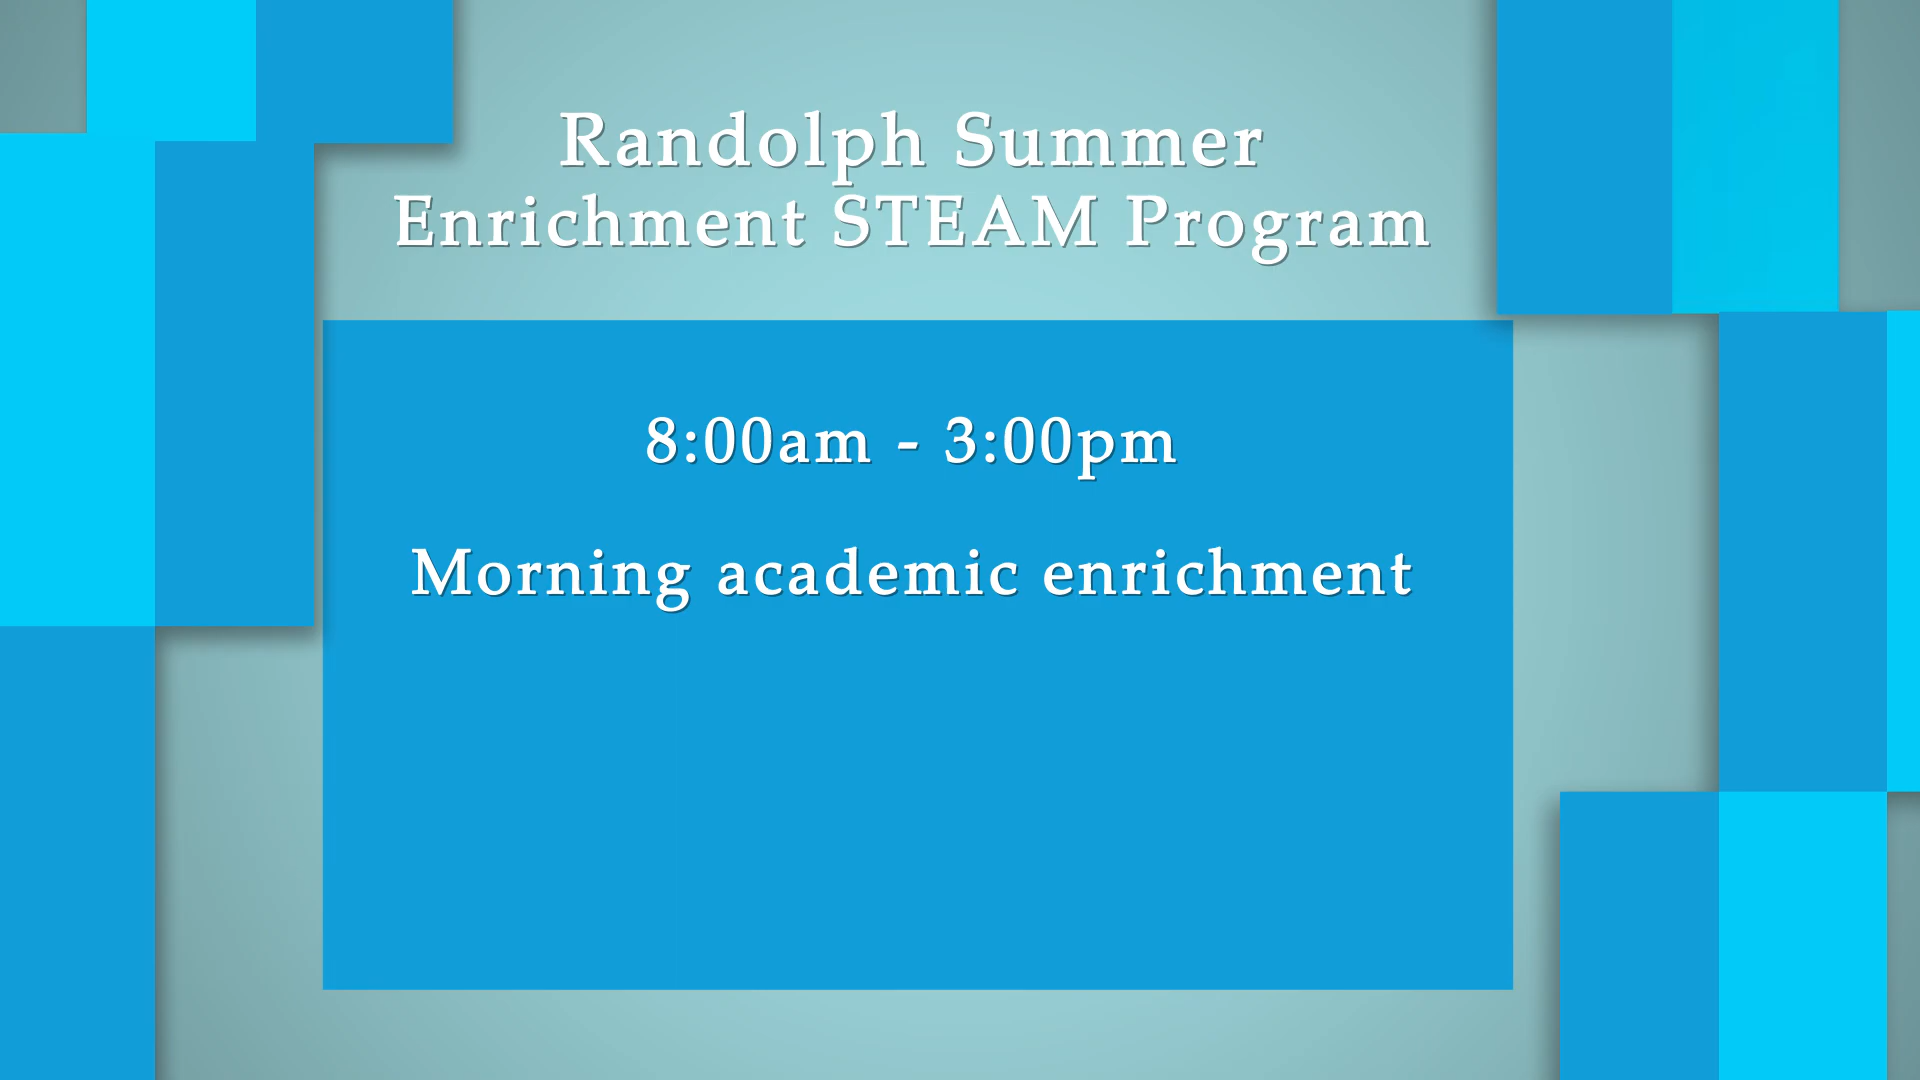 Randolph Summer
Enrichment STEAM Program
8:00am - 3:00pm
Morning academic enrichment